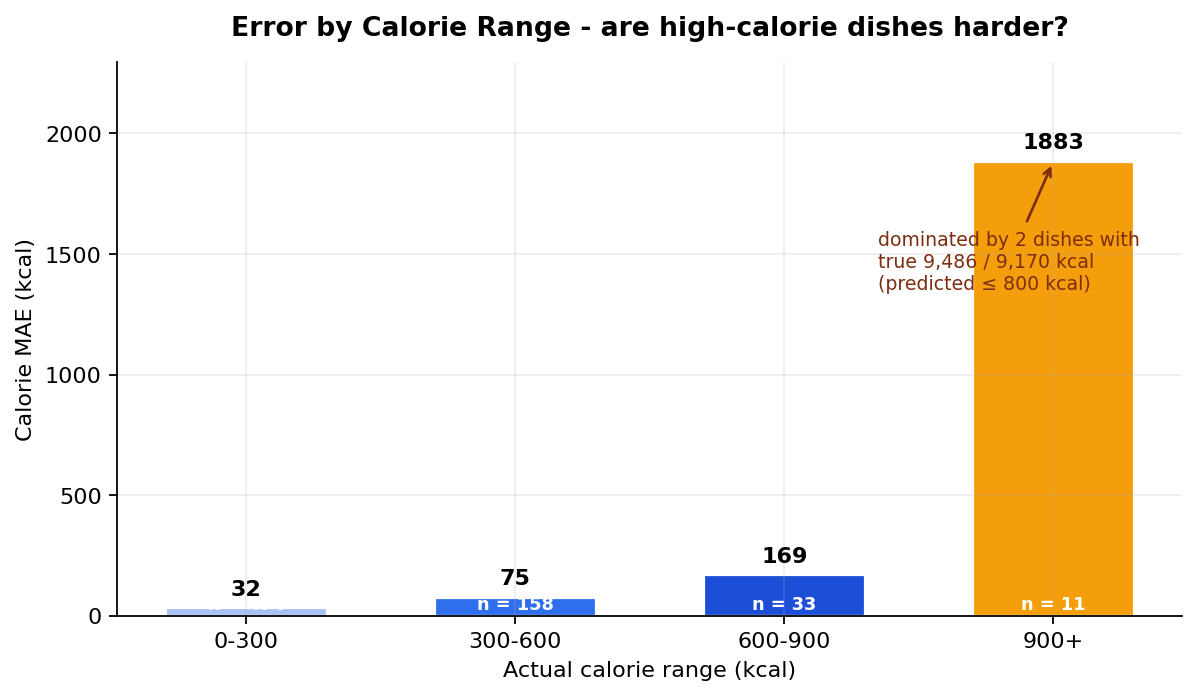 Error by Calorie Range - are high-calorie dishes harder?
Calorie MAE (kcal)
2000
1500
1000
500
0
1883
dominated by 2 dishes with
true 9,486 / 9,170 kcal
(predicted ≤ 800 kcal)
32
75
169
n = 158
n = 33
n = 11
0-300
300-600
600-900
900+
Actual calorie range (kcal)